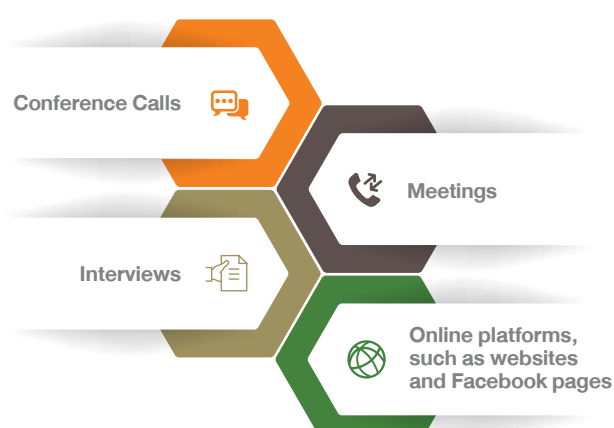 Conference Calls
Meetings
Interviews
Online platforms,
such as websites
and Facebook pages